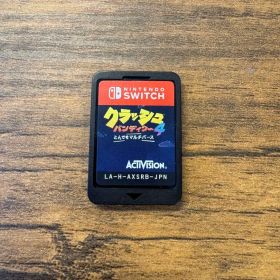 NINTENDO
SWITCH
クラッシュ
バンディクー4
とんでもマルチバース
ACTIVISION
LA-H-AXSRB-JPN